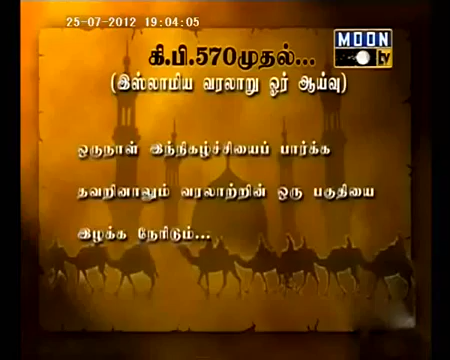 25-07-2012 19:04:05
MOON
tv
கி.பி.570முதல்...
(இஸ்லாமிய வரலாறு ஓர் ஆய்வு)
ஒருநாள் இந்நிகழ்ச்சியைப் பார்க்க
தவறினாலும் வரலாற்றின் ஒரு பகுதியை
இழக்க நேரிடும்...